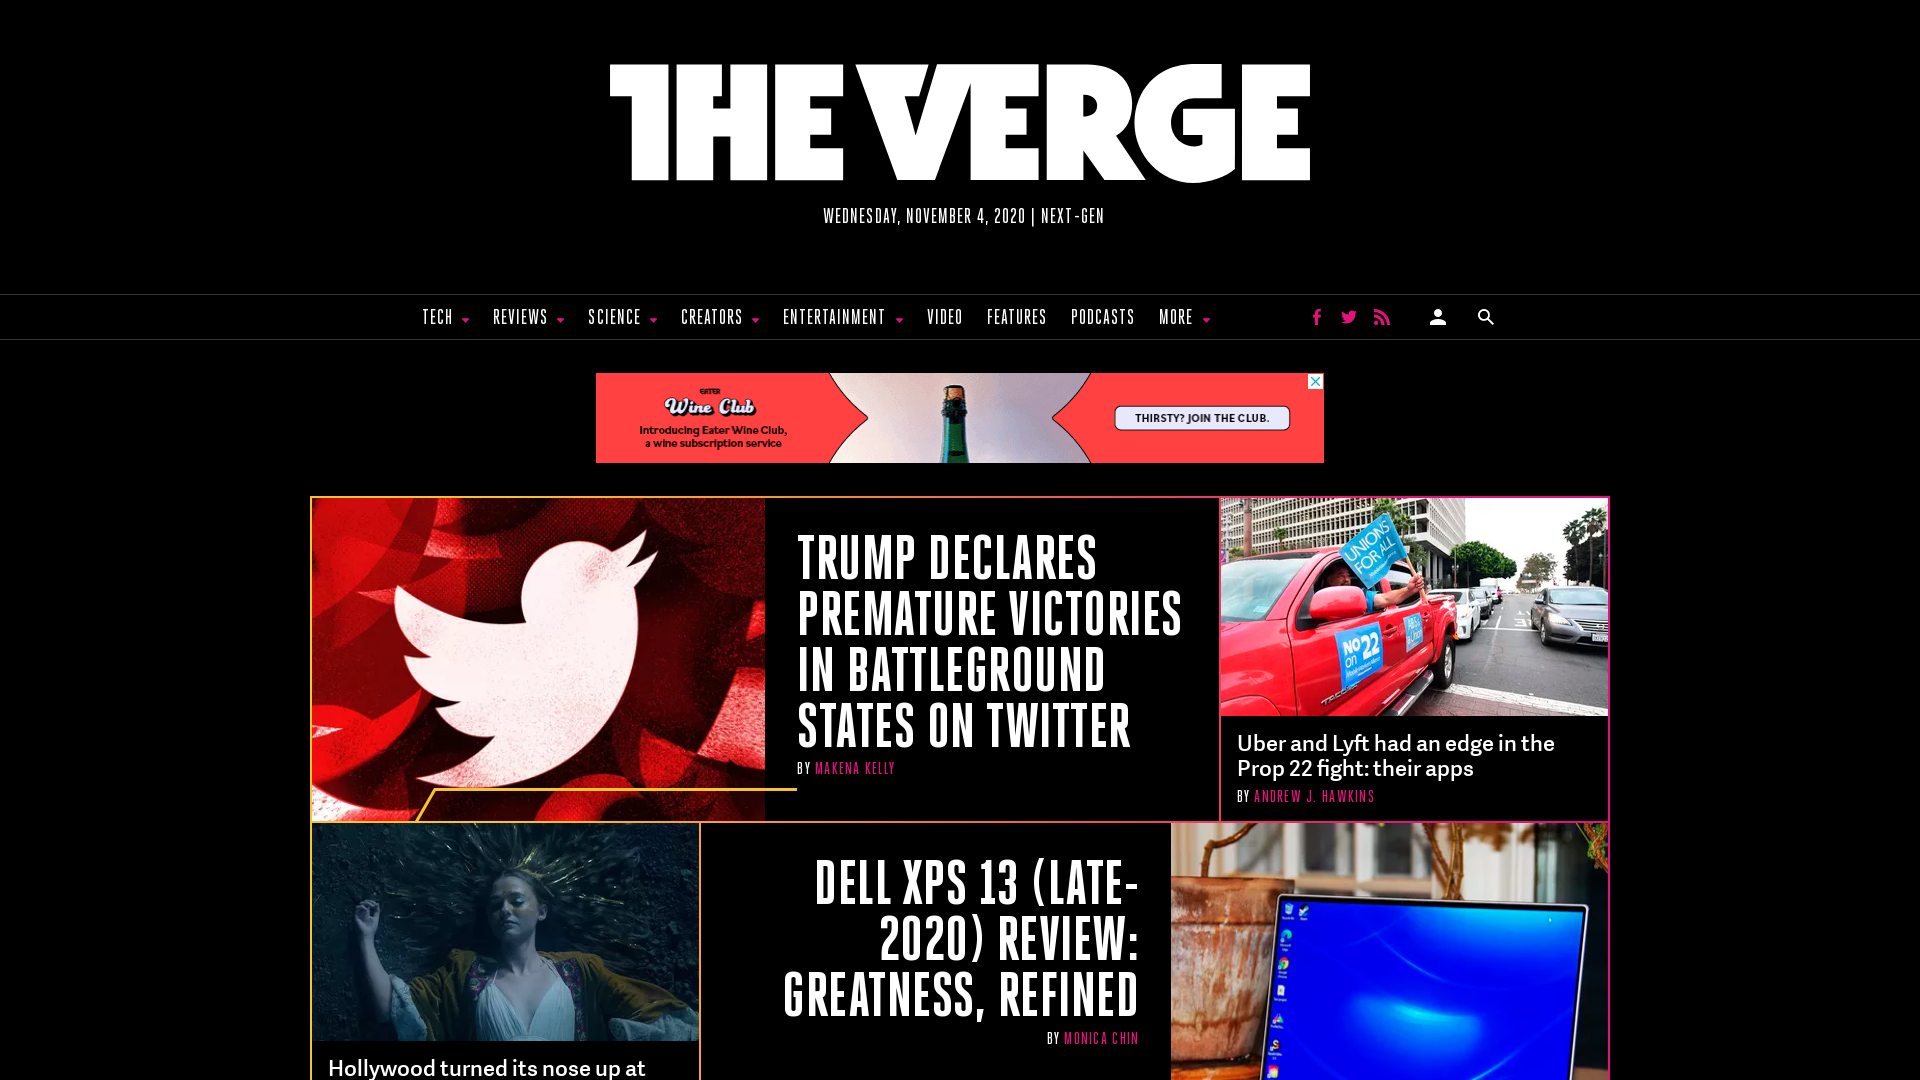 THE VERGE
WEDNESDAY, NOVEMBER 4, 2020 | NEXT-GEN
TECH REVIEWS SCIENCE CREATORS ENTERTAINMENT VIDEO FEATURES PODCASTS MORE
EATER
Wine Club
Introducing Eater Wine Club,
a wine subscription service
THIRSTY? JOIN THE CLUB.
TRUMP DECLARES
PREMATURE VICTORIES
IN BATTLEGROUND
STATES ON TWITTER
BY MAKENA KELLY
UNIONS
FOR ALL
NO
on 22
Uber and Lyft had an edge in the
Prop 22 fight: their apps
BY ANDREW J. HAWKINS
DELL XPS 13 (LATE-
2020) REVIEW:
GREATNESS, REFINED
BY MONICA CHIN
Hollywood turned its nose up at